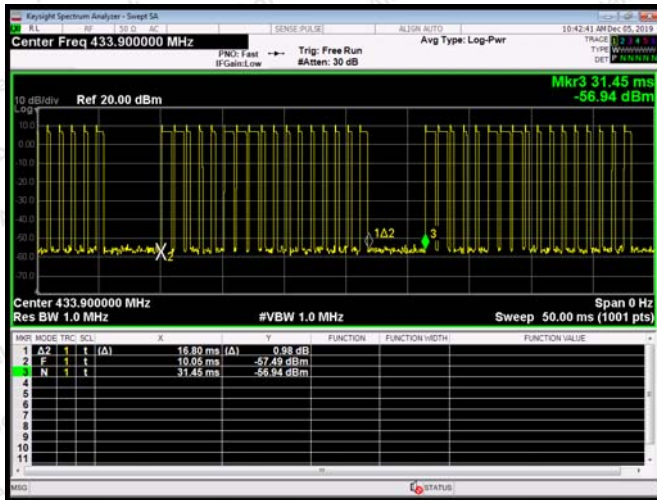 Keysight Spectrum Analyzer - Swept SA
RL RF 50 Ω AC SENSE:PULSE ALIGN AUTO 10:42:41 AM Dec 05, 2019
Center Freq 433.900000 MHz
Avg Type: Log-Pwr
TRACE 1 2 3 4 5 6
PNO: Fast Trig: Free Run
TYPE
IFGain:Low #Atten: 30 dB
DET P N N N N N
Mkr3 31.45 ms
-56.94 dBm
10 dB/div Ref 20.00 dBm
Log
10.0
0.00
-10.0
-20.0
-30.0
-40.0
1Δ2 3
-50.0
2
-60.0
-70.0
Center 433.900000 MHz Span 0 Hz
Res BW 1.0 MHz #VBW 1.0 MHz Sweep 50.00 ms (1001 pts)
MKR MODE TRC SCL X Y FUNCTION FUNCTION WIDTH FUNCTION VALUE
1 Δ2 1 t (Δ) 16.80 ms (Δ) 0.98 dB
2 F 1 t 10.05 ms -57.49 dBm
3 N 1 t 31.45 ms -56.94 dBm
4
5
6
7
8
9
10
11
MSG STATUS